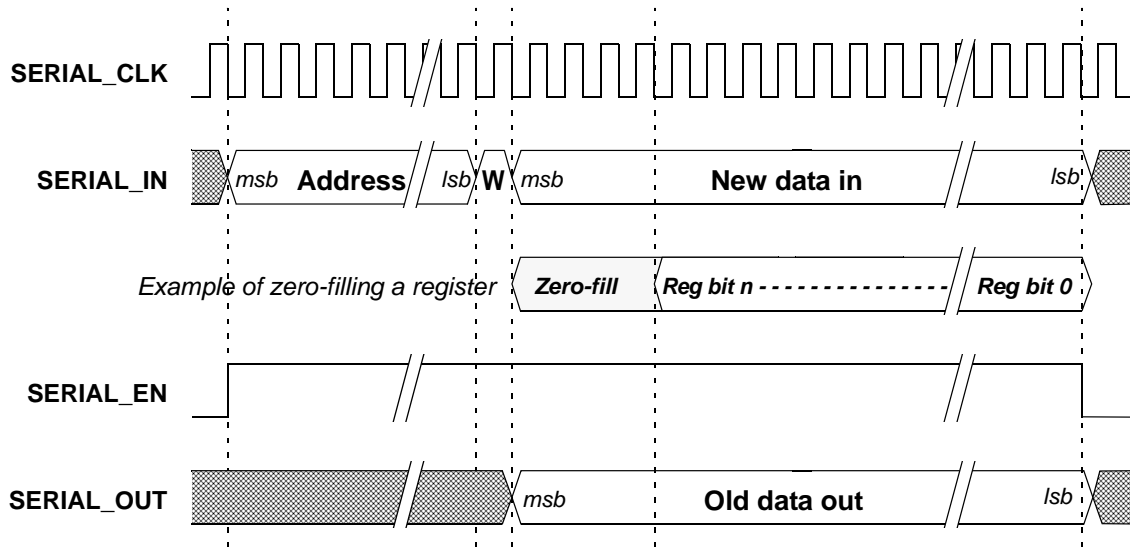 SERIAL_CLK
SERIAL_IN msb Address lsb W msb New data in lsb
Example of zero-filling a register Zero-fill Reg bit n - - - - - - - - - - - - - - - Reg bit 0
SERIAL_EN
SERIAL_OUT msb Old data out lsb